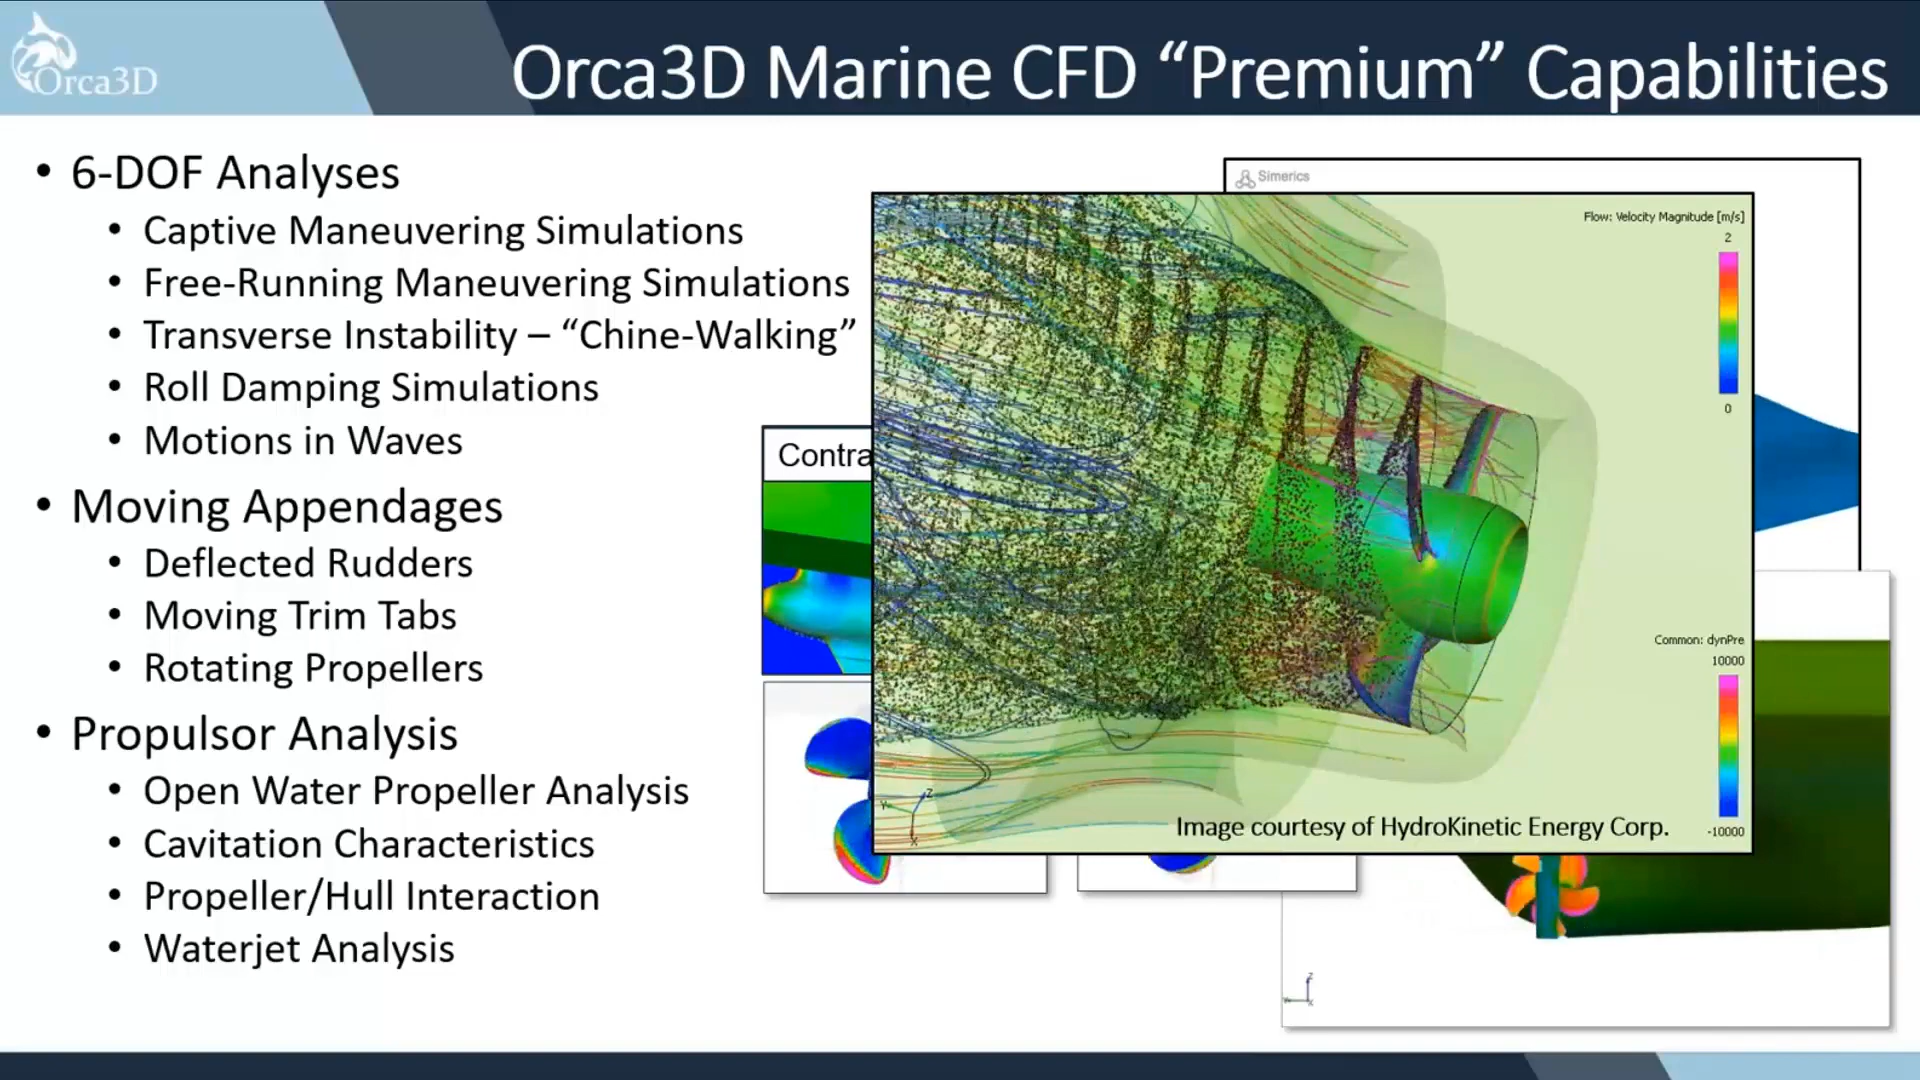 Orca3D
Orca3D Marine CFD “Premium” Capabilities
• 6-DOF Analyses
• Captive Maneuvering Simulations
• Free-Running Maneuvering Simulations
• Transverse Instability – “Chine-Walking”
• Roll Damping Simulations
• Motions in Waves
• Moving Appendages
• Deflected Rudders
• Moving Trim Tabs
• Rotating Propellers
• Propulsor Analysis
• Open Water Propeller Analysis
• Cavitation Characteristics
• Propeller/Hull Interaction
• Waterjet Analysis
Simerics
Contra
Flow: Velocity Magnitude [m/s]
2
0
Common: dynPre
10000
-10000
Y
Z
X
Image courtesy of HydroKinetic Energy Corp.
Z